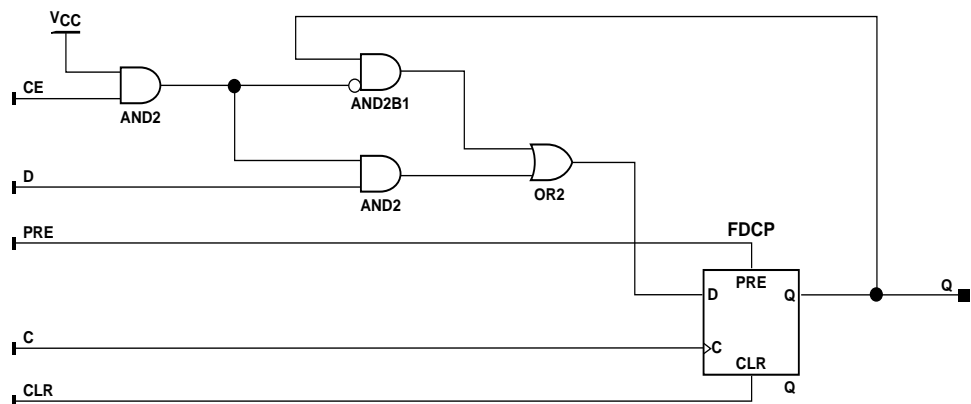 VCC
CE
AND2
AND2B1
D
AND2
OR2
PRE
FDCP
PRE
D
Q
Q
C
C
CLR
CLR
Q